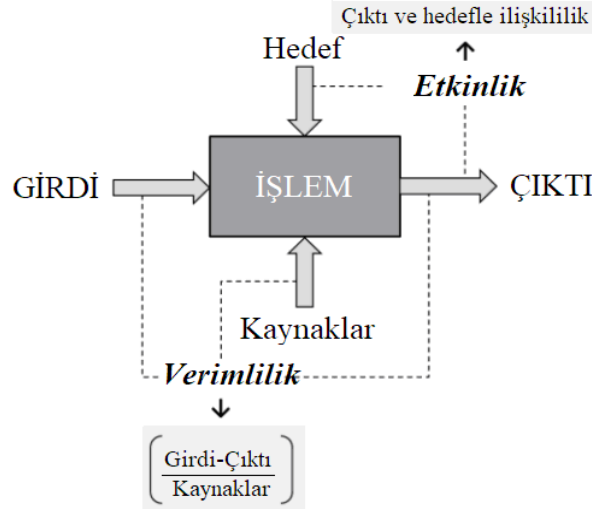 Çıktı ve hedefle ilişkililik
Hedef
Etkinlik
GİRDİ
İŞLEM
ÇIKTI
Kaynaklar
Verimlilik
Girdi-Çıktı
Kaynaklar